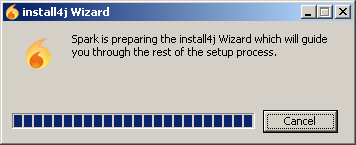 install4j Wizard
Spark is preparing the install4j Wizard which will guide
you through the rest of the setup process.
Cancel